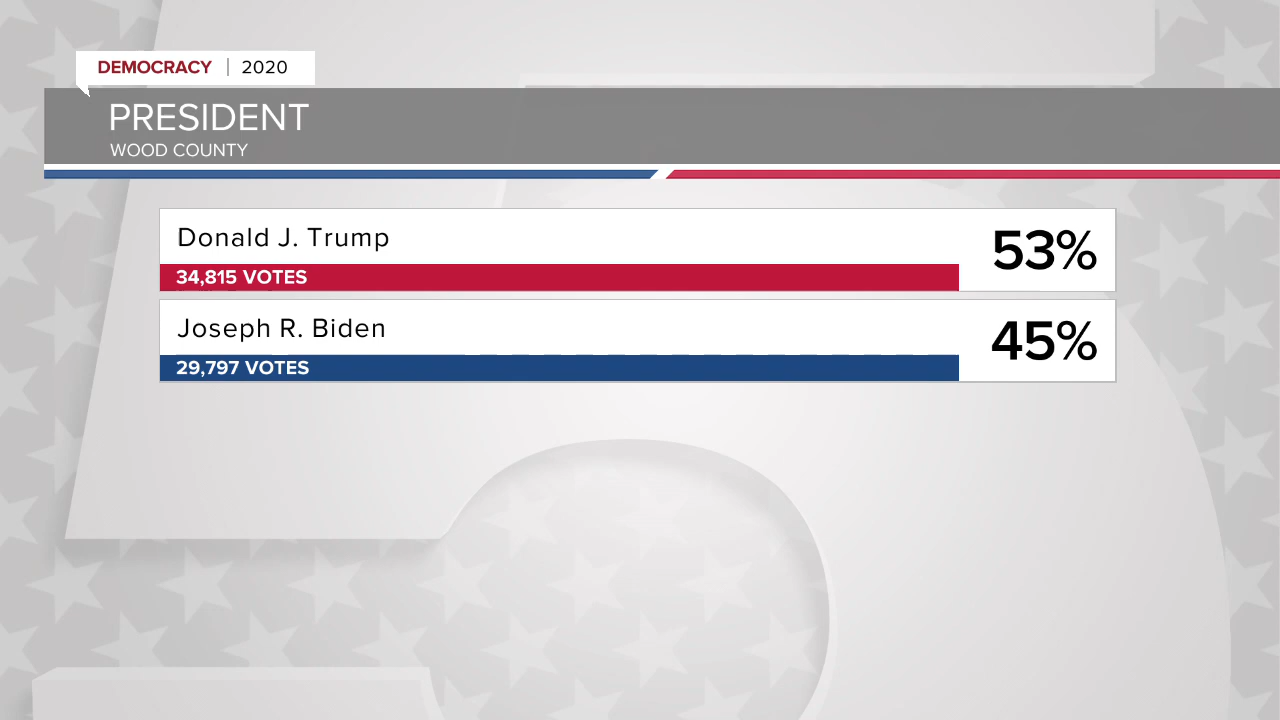 DEMOCRACY | 2020
PRESIDENT
WOOD COUNTY
Donald J. Trump
53%
34,815 VOTES
Joseph R. Biden
45%
29,797 VOTES